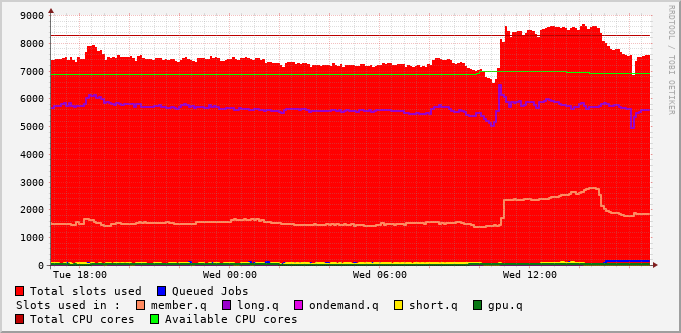 9000
8000
7000
6000
5000
4000
3000
2000
1000
0
Tue 18:00 Wed 00:00 Wed 06:00 Wed 12:00
RRDTOOL / TOBI OETIKER
Total slots used Queued Jobs
Slots used in : member.q long.q ondemand.q short.q gpu.q
Total CPU cores Available CPU cores